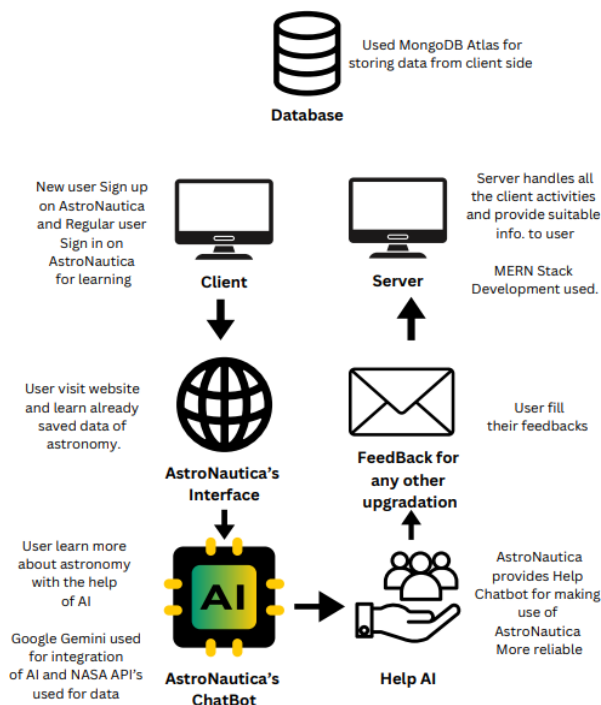 Used MongoDB Atlas for
storing data from client side
Database
New user Sign up
on AstroNautica
and Regular user
Sign in on
AstroNautica
for learning
Client
Server
Server handles all
the client activities
and provide suitable
info. to user
MERN Stack
Development used.
User visit website
and learn already
saved data of
astronomy.
AstroNautica's
Interface
FeedBack for
any other
upgradation
User fill
their feedbacks
User learn more
about astronomy
with the help
of AI
Google Gemini used
for integration
of AI and NASA API's
used for data
AI
AstroNautica's
ChatBot
Help AI
AstroNautica
provides Help
Chatbot for making
use of
AstroNautica
More reliable